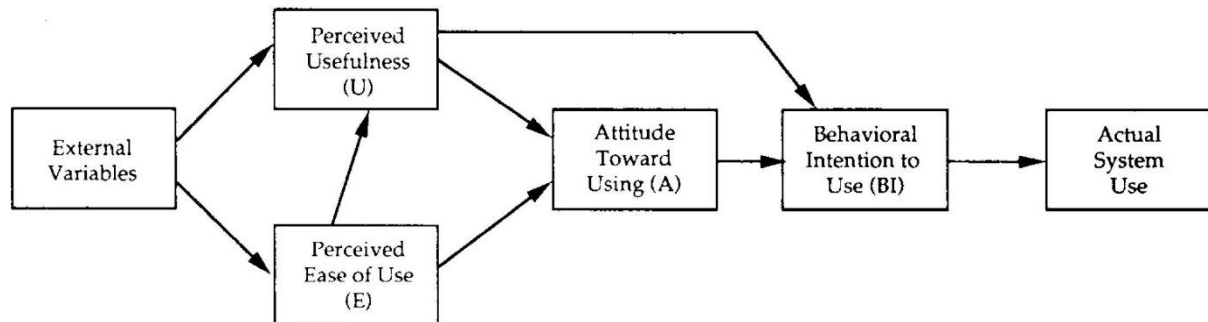 Perceived
Usefulness
(U)
External
Variables
Attitude
Toward
Using (A)
Behavioral
Intention to
Use (BI)
Actual
System
Use
Perceived
Ease of Use
(E)